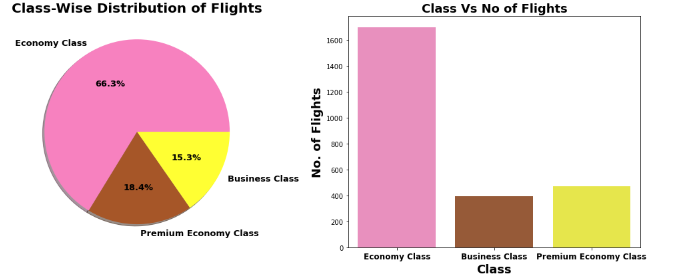 Class-Wise Distribution of Flights
Economy Class
66.3%
15.3%
18.4%
Business Class
Premium Economy Class
Class Vs No of Flights
No. of Flights
1600
1400
1200
1000
800
600
400
200
0
Economy Class
Business Class
Premium Economy Class
Class